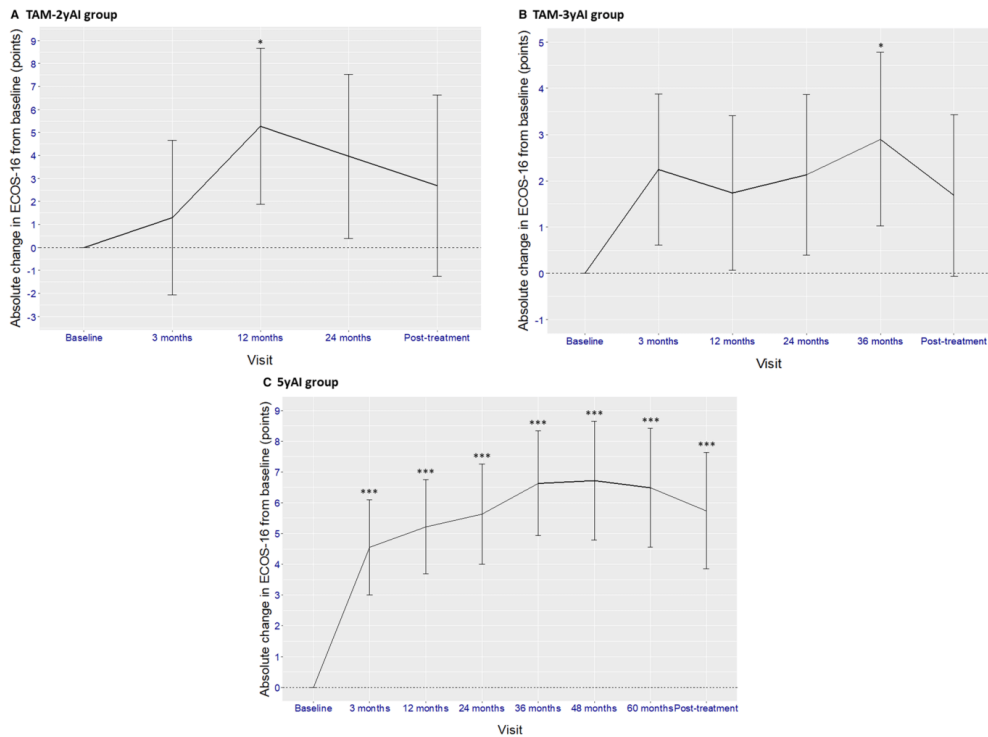 A TAM-2yAI group
Absolute change in ECOS-16 from baseline (points)
9
8
7
6
5
4
3
2
1
0
-1
-2
-3
*
Baseline 3 months 12 months 24 months Post-treatment
Visit
B TAM-3yAI group
Absolute change in ECOS-16 from baseline (points)
5
4
3
2
1
0
-1
*
Baseline 3 months 12 months 24 months 36 months Post-treatment
Visit
C 5yAI group
Absolute change in ECOS-16 from baseline (points)
9
8
7
6
5
4
3
2
1
0
*** *** *** *** *** *** ***
Baseline 3 months 12 months 24 months 36 months 48 months 60 months Post-treatment
Visit